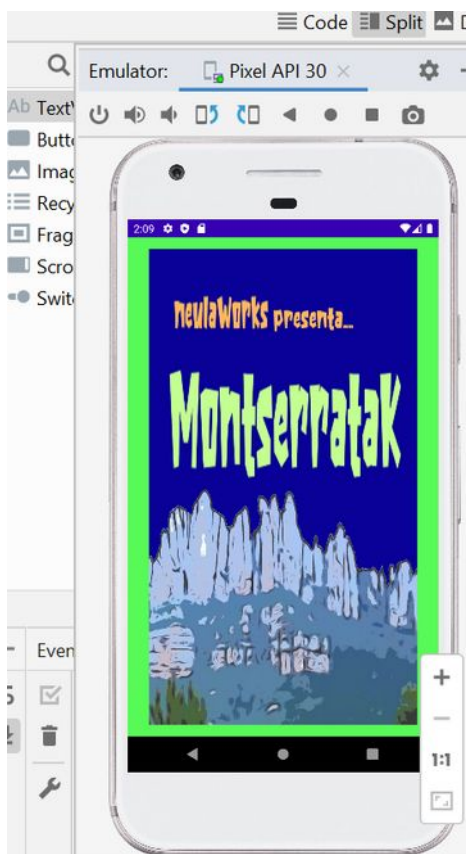 Code Split D
Emulator: Pixel API 30
Ab TextV
Butt
Imag
Recy
Frag
Scro
Swit
2:09
neulaWorks presenta...
Montserratak
Even
1:1